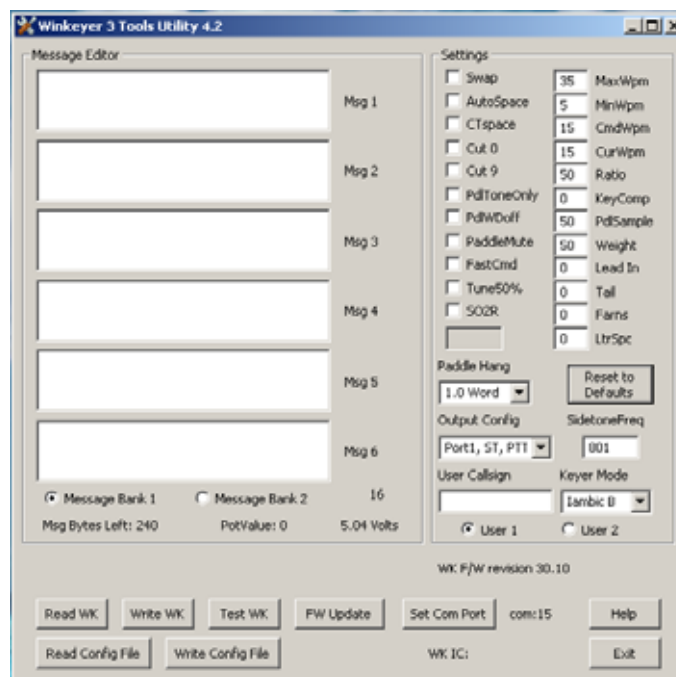 Winkeyer 3 Tools Utility 4.2
Message Editor
Msg 1
Msg 2
Msg 3
Msg 4
Msg 5
Msg 6
Message Bank 1 Message Bank 2 16
Msg Bytes Left: 240 PotValue: 0 5.04 Volts
Settings
Swap 35 MaxWpm
AutoSpace 5 MinWpm
CTspace 15 CmdWpm
Cut 0 15 CurWpm
Cut 9 50 Ratio
PdlToneOnly 0 KeyComp
PdlWDoff 50 PdlSample
PaddleMute 50 Weight
FastCmd 0 Lead In
Tune50% 0 Tail
SO2R 0 Farns
0 LtrSpc
Paddle Hang
1.0 Word
Reset to
Defaults
Output Config SidetoneFreq
Port1, ST, PTT 801
User Callsign Keyer Mode
Iambic B
User 1 User 2
WK F/W revision 30.10
Read WK Write WK Test WK FW Update Set Com Port com:15 Help
Read Config File Write Config File WK IC: Exit